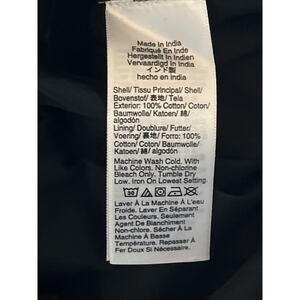 Made In India
Fabriqué En Inde
Hergestellt In Indien
Vervaardigd In India
インド製
hecho en india
Shell/ Tissu Principal/ Shell/
Bovenstof/ 表地/ Tela
Exterior: 100% Cotton/ Coton/
Baumwolle/ Katoen/ 綿/
algodón
Lining/ Doublure/ Futter/
Voering/ 裏地/ Forro: 100%
Cotton/ Coton/ Baumwolle/
Katoen/ 綿/ algodón
Machine Wash Cold. With
Like Colors. Non-chlorine
Bleach Only. Tumble Dry
Low. Iron on Lowest Setting.
30
Laver À La Machine À L'eau
Froide. Laver En Séparant
Les Couleurs. Seulement
Agent De Blanchiment
Non-chlore. Sécher À La
Machine À Basse
Température. Repasser À
Fer Doux Si Nécessaire.